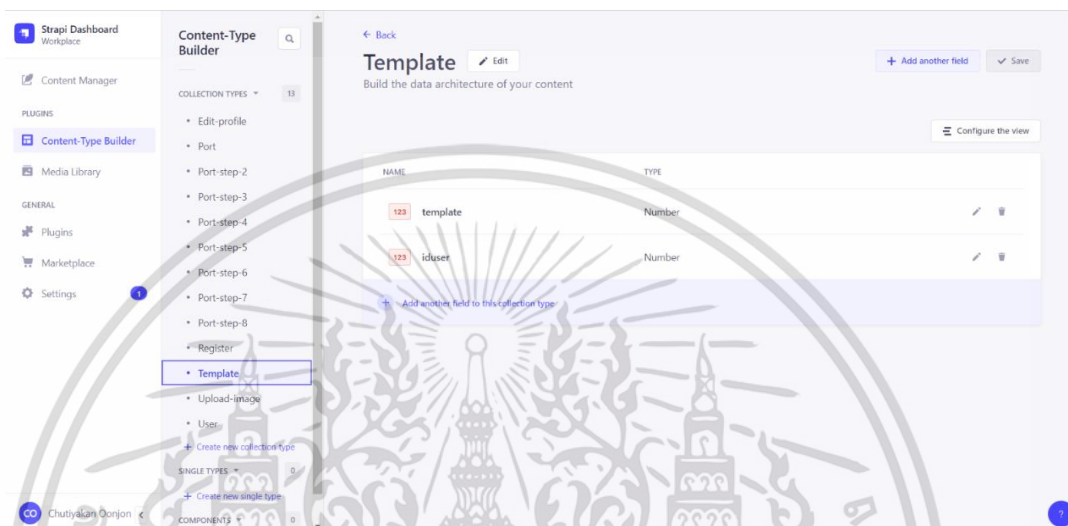 Strapi Dashboard
Workplace
Content Manager
PLUGINS
Content-Type Builder
Media Library
GENERAL
Plugins
Marketplace
Settings
1
CO Chutiyakan Oonjon
Content-Type
Builder
COLLECTION TYPES 13
Edit-profile
Port
Port-step-2
Port-step-3
Port-step-4
Port-step-5
Port-step-6
Port-step-7
Port-step-8
Register
Template
Upload-image
User
+ Create new collection type
SINGLE TYPES 0
+ Create new single type
COMPONENTS 0
← Back
Template Edit
Build the data architecture of your content
+ Add another field Save
Configure the view
NAME TYPE
123 template Number
123 iduser Number
+ Add another field to this collection type
?